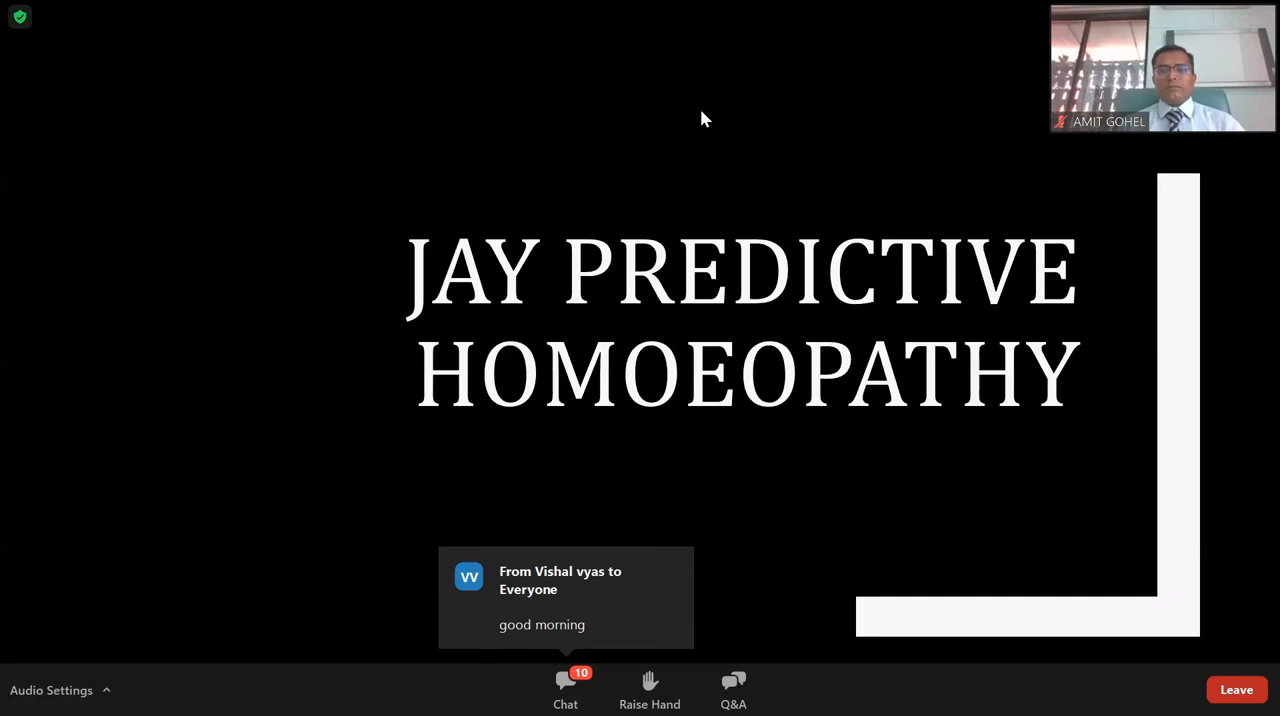 AMIT GOHEL
JAY PREDICTIVE
HOMOEOPATHY
VV
From Vishal vyas to
Everyone
good morning
Audio Settings
10
Chat
Raise Hand
Q&A
Leave